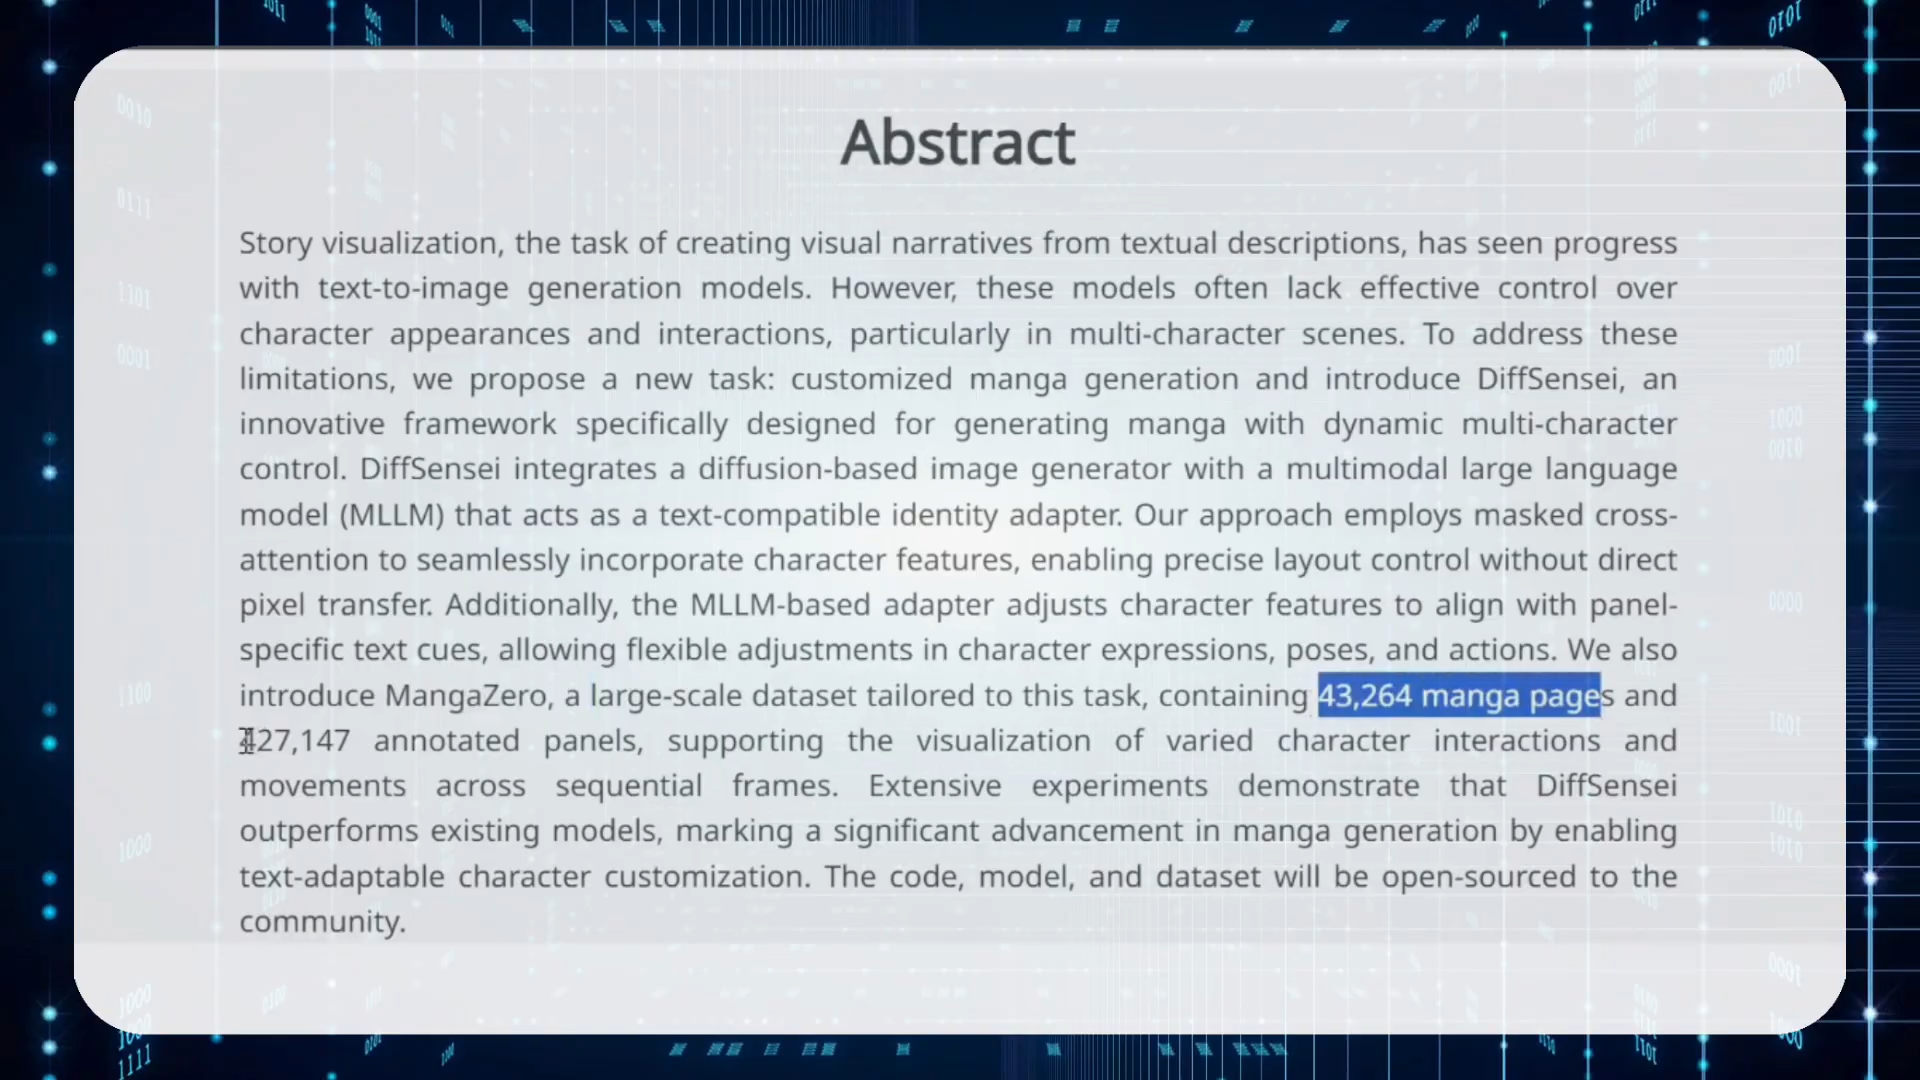 Abstract
Story visualization, the task of creating visual narratives from textual descriptions, has seen progress
with text-to-image generation models. However, these models often lack effective control over
character appearances and interactions, particularly in multi-character scenes. To address these
limitations, we propose a new task: customized manga generation and introduce DiffSensei, an
innovative framework specifically designed for generating manga with dynamic multi-character
control. DiffSensei integrates a diffusion-based image generator with a multimodal large language
model (MLLM) that acts as a text-compatible identity adapter. Our approach employs masked cross-
attention to seamlessly incorporate character features, enabling precise layout control without direct
pixel transfer. Additionally, the MLLM-based adapter adjusts character features to align with panel-
specific text cues, allowing flexible adjustments in character expressions, poses, and actions. We also
introduce MangaZero, a large-scale dataset tailored to this task, containing 43,264 manga pages and
427,147 annotated panels, supporting the visualization of varied character interactions and
movements across sequential frames. Extensive experiments demonstrate that DiffSensei
outperforms existing models, marking a significant advancement in manga generation by enabling
text-adaptable character customization. The code, model, and dataset will be open-sourced to the
community.